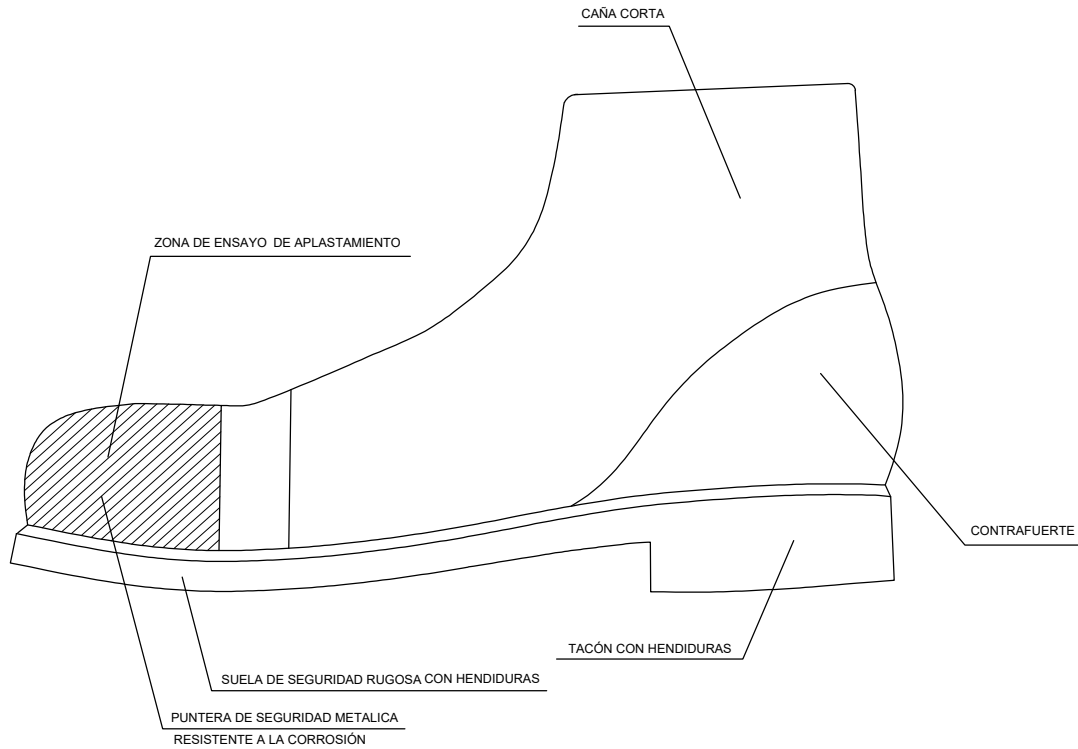 CAÑA CORTA
ZONA DE ENSAYO DE APLASTAMIENTO
CONTRAFUERTE
TACÓN CON HENDIDURAS
SUELA DE SEGURIDAD RUGOSA CON HENDIDURAS
PUNTERA DE SEGURIDAD METALICA
RESISTENTE A LA CORROSIÓN